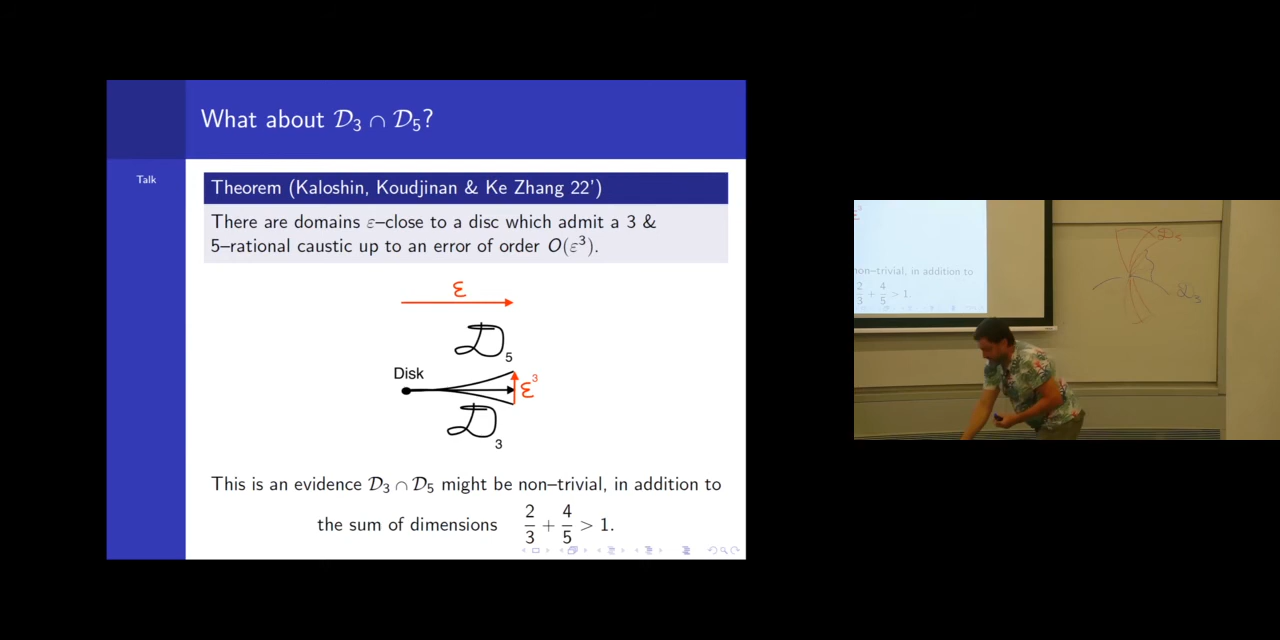 What about 𝒟₃ ∩ 𝒟₅?
Talk
Theorem (Kaloshin, Koudjinan & Ke Zhang 22')
There are domains ε–close to a disc which admit a 3 &
5–rational caustic up to an error of order O(ε³).
ε
𝒟₅
Disk
ε³
𝒟₃
This is an evidence 𝒟₃ ∩ 𝒟₅ might be non–trivial, in addition to
the sum of dimensions 2/3 + 4/5 > 1.
non–trivial, in addition to
2/3 + 4/5 > 1.